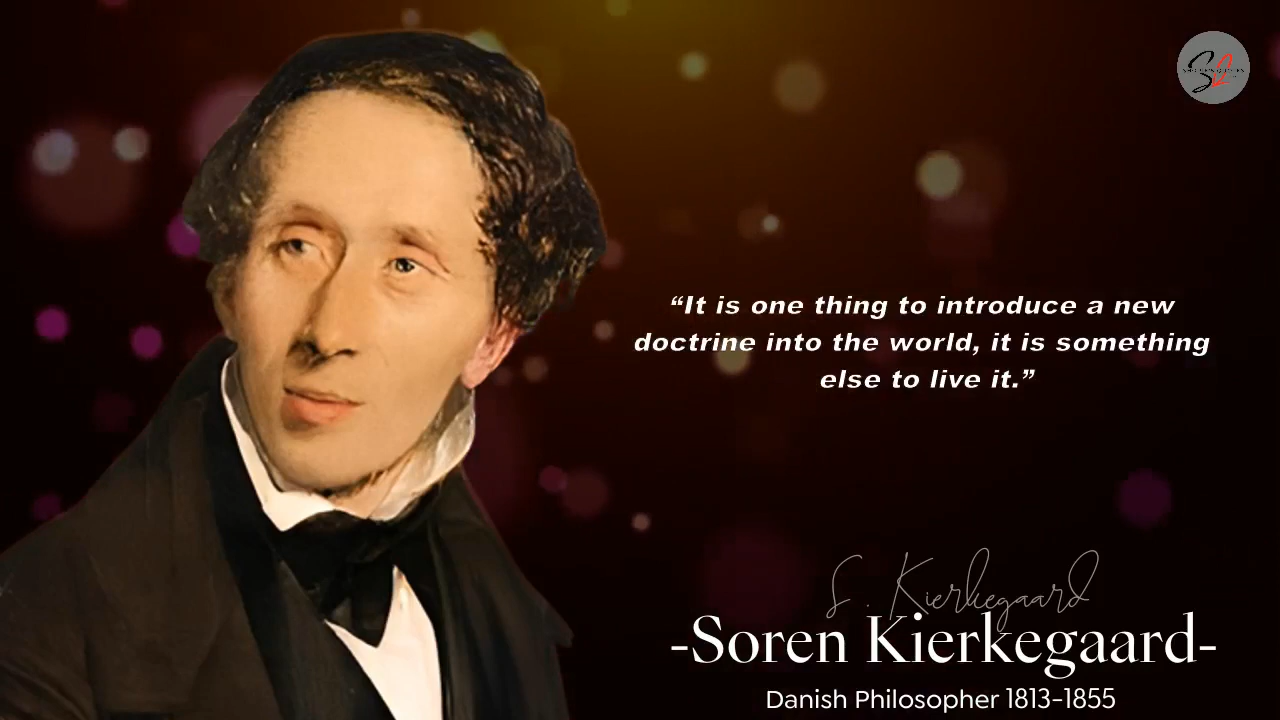 “It is one thing to introduce a new
doctrine into the world, it is something
else to live it.”
S. Kierkegaard
-Soren Kierkegaard-
Danish Philosopher 1813-1855